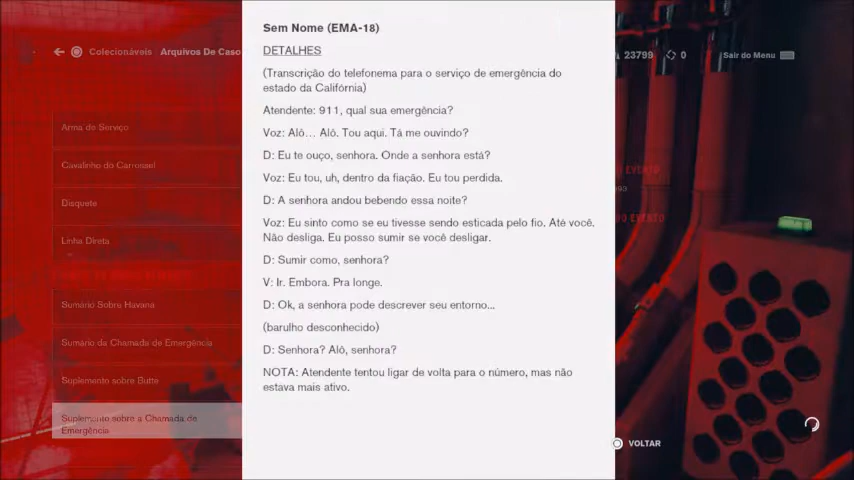 Sem Nome (EMA-18)
DETALHES
(Transcrição do telefonema para o serviço de emergência do
estado da Califórnia)
Atendente: 911, qual sua emergência?
Voz: Alô... Alô. Tou aqui. Tá me ouvindo?
D: Eu te ouço, senhora. Onde a senhora está?
Voz: Eu tou, uh, dentro da fiação. Eu tou perdida.
D: A senhora andou bebendo essa noite?
Voz: Eu sinto como se eu tivesse sendo esticada pelo fio. Até você.
Não desliga. Eu posso sumir se você desligar.
D: Sumir como, senhora?
V: Ir. Embora. Pra longe.
D: Ok, a senhora pode descrever seu entorno...
(barulho desconhecido)
D: Senhora? Alô, senhora?
NOTA: Atendente tentou ligar de volta para o número, mas não
estava mais ativo.
Colecionáveis Arquivos De Caso
23799 0 Sair do Menu
Arma de Serviço
Cavalinho do Carrossel
Disquete
Linha Direta
Sumário Sobre Havana
Sumário da Chamada de Emergência
Suplemento sobre Butte
Suplemento sobre a Chamada de
Emergência
EVENTO
EVENTO
VOLTAR